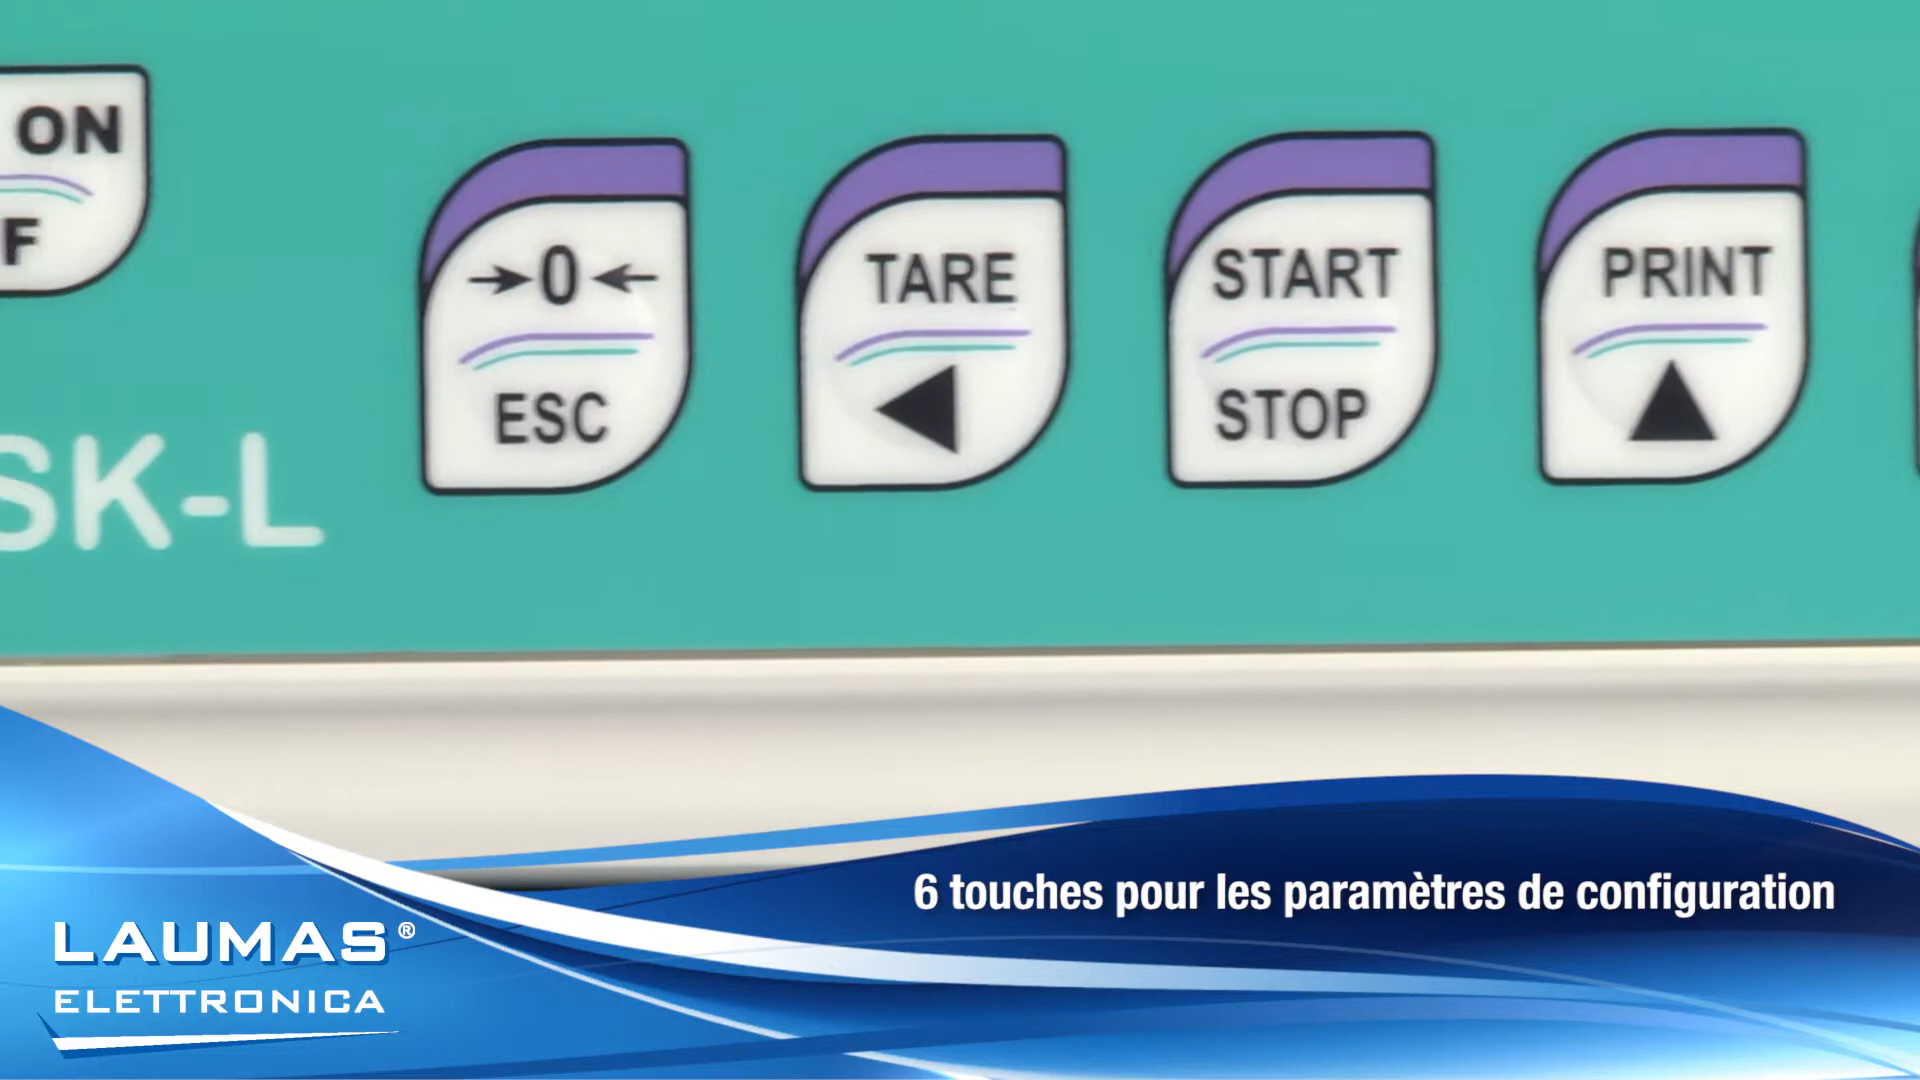 ON
F
→0←
ESC
TARE
START
STOP
PRINT
SK-L
6 touches pour les paramètres de configuration
LAUMAS®
ELETTRONICA